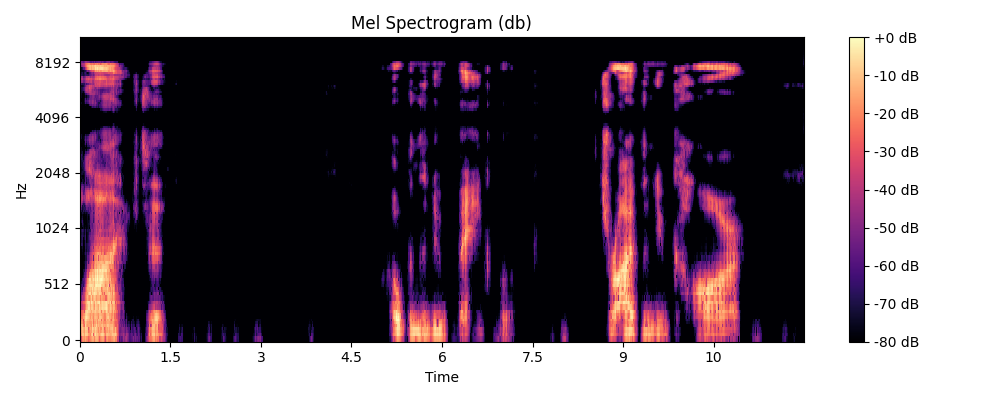 Mel Spectrogram (db)
Hz
8192
4096
2048
1024
512
0
0 1.5 3 4.5 6 7.5 9 10
Time
+0 dB
-10 dB
-20 dB
-30 dB
-40 dB
-50 dB
-60 dB
-70 dB
-80 dB